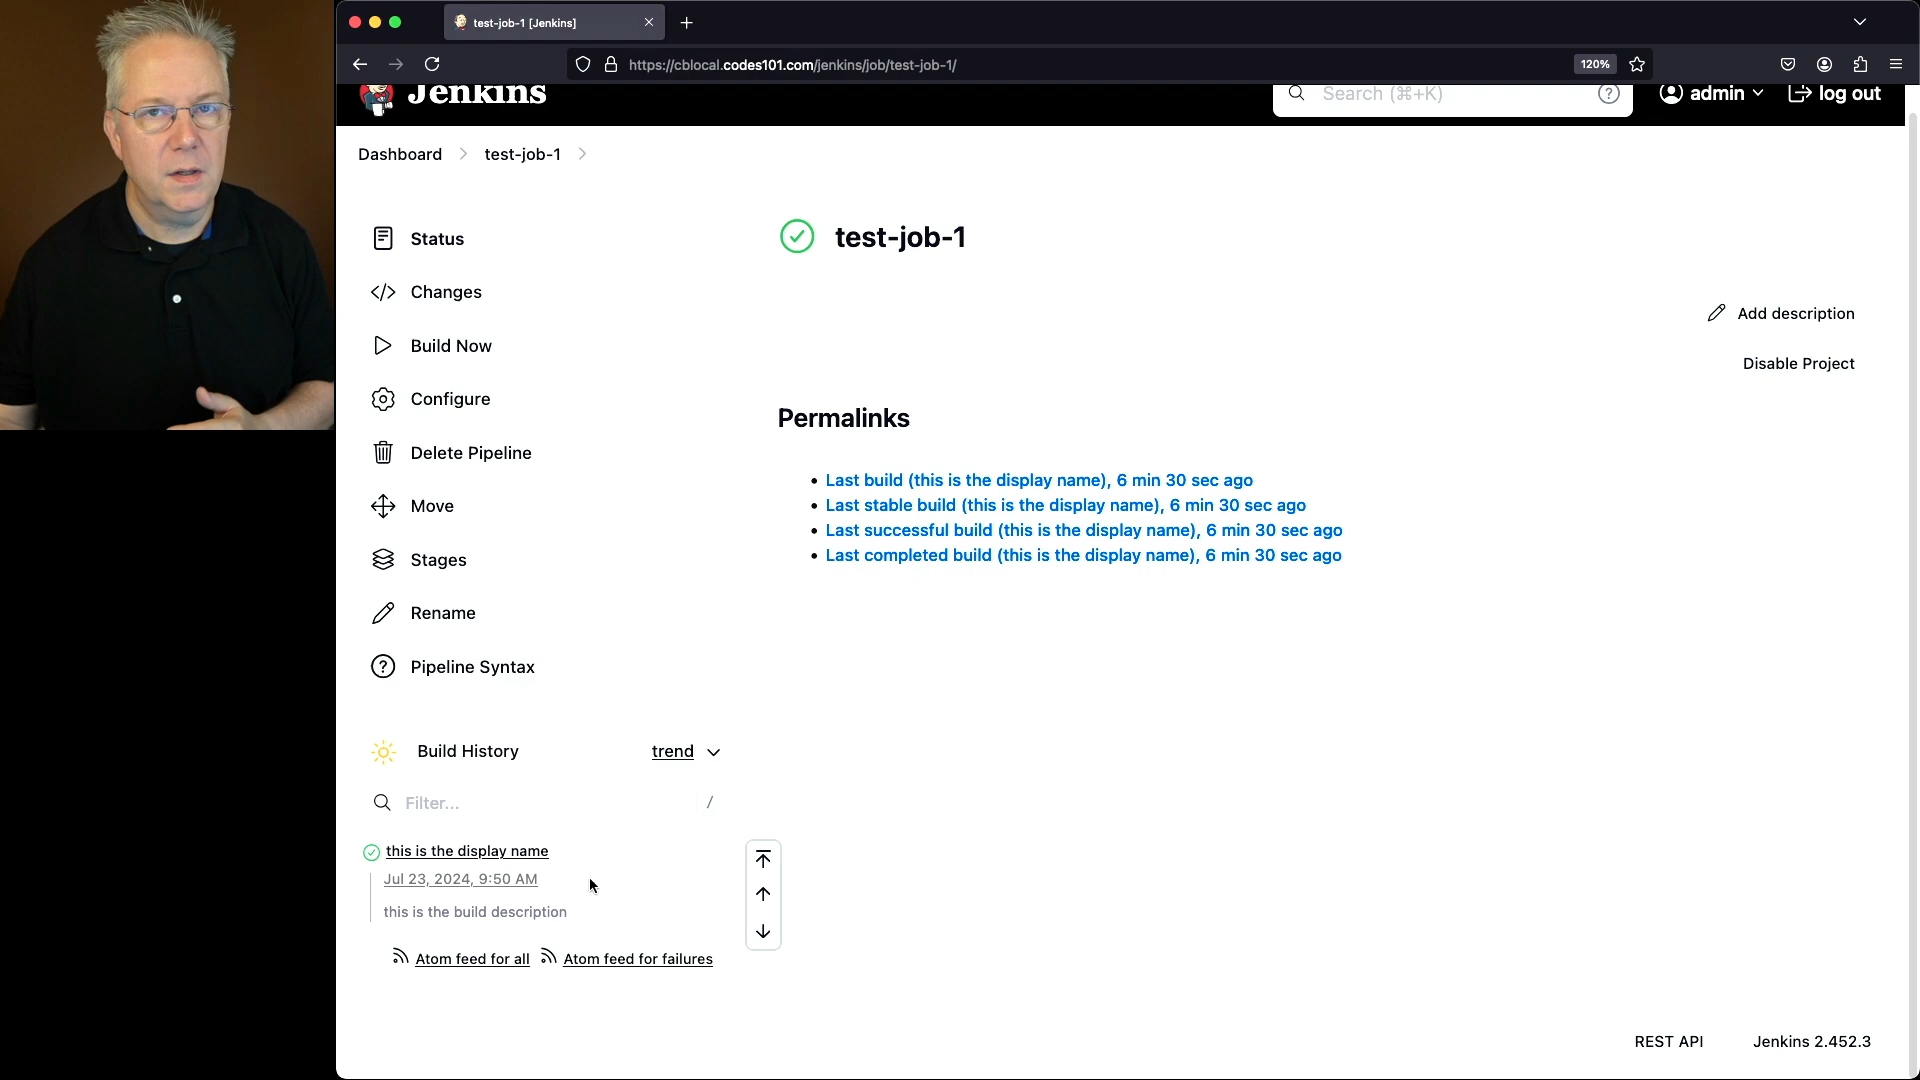 test-job-1 [Jenkins]
https://cblocal.codes101.com/jenkins/job/test-job-1/
120%
Jenkins
Search (⌘+K)
admin
log out
Dashboard
test-job-1
Status
test-job-1
Changes
Add description
Build Now
Disable Project
Configure
Permalinks
Delete Pipeline
Last build (this is the display name), 6 min 30 sec ago
Last stable build (this is the display name), 6 min 30 sec ago
Move
Last successful build (this is the display name), 6 min 30 sec ago
Last completed build (this is the display name), 6 min 30 sec ago
Stages
Rename
Pipeline Syntax
Build History
trend
Filter...
/
this is the display name
Jul 23, 2024, 9:50 AM
this is the build description
Atom feed for all
Atom feed for failures
REST API
Jenkins 2.452.3